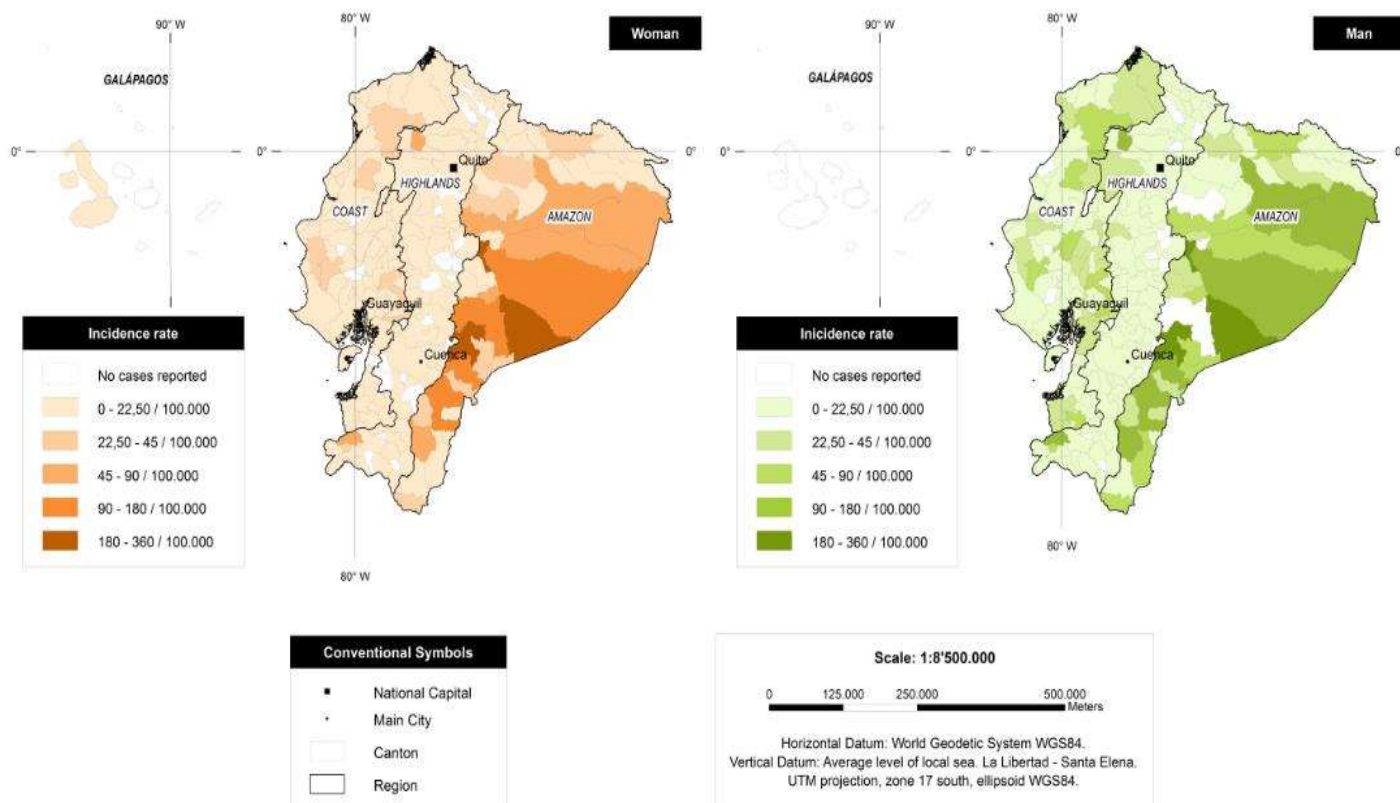 90° W
80° W
Woman
GALÁPAGOS
0°
0°
Quito
HIGHLANDS
COAST
AMAZON
Guayaquil
Cuenca
80° W
Incidence rate
No cases reported
0 - 22,50 / 100.000
22,50 - 45 / 100.000
45 - 90 / 100.000
90 - 180 / 100.000
180 - 360 / 100.000
90° W
80° W
Man
GALÁPAGOS
0°
0°
Quito
HIGHLANDS
COAST
AMAZON
Guayaquil
Cuenca
80° W
Inicidence rate
No cases reported
0 - 22,50 / 100.000
22,50 - 45 / 100.000
45 - 90 / 100.000
90 - 180 / 100.000
180 - 360 / 100.000
Conventional Symbols
National Capital
Main City
Canton
Region
Scale: 1:8'500.000
0 125.000 250.000 500.000
Meters
Horizontal Datum: World Geodetic System WGS84.
Vertical Datum: Average level of local sea. La Libertad - Santa Elena.
UTM projection, zone 17 south, ellipsoid WGS84.